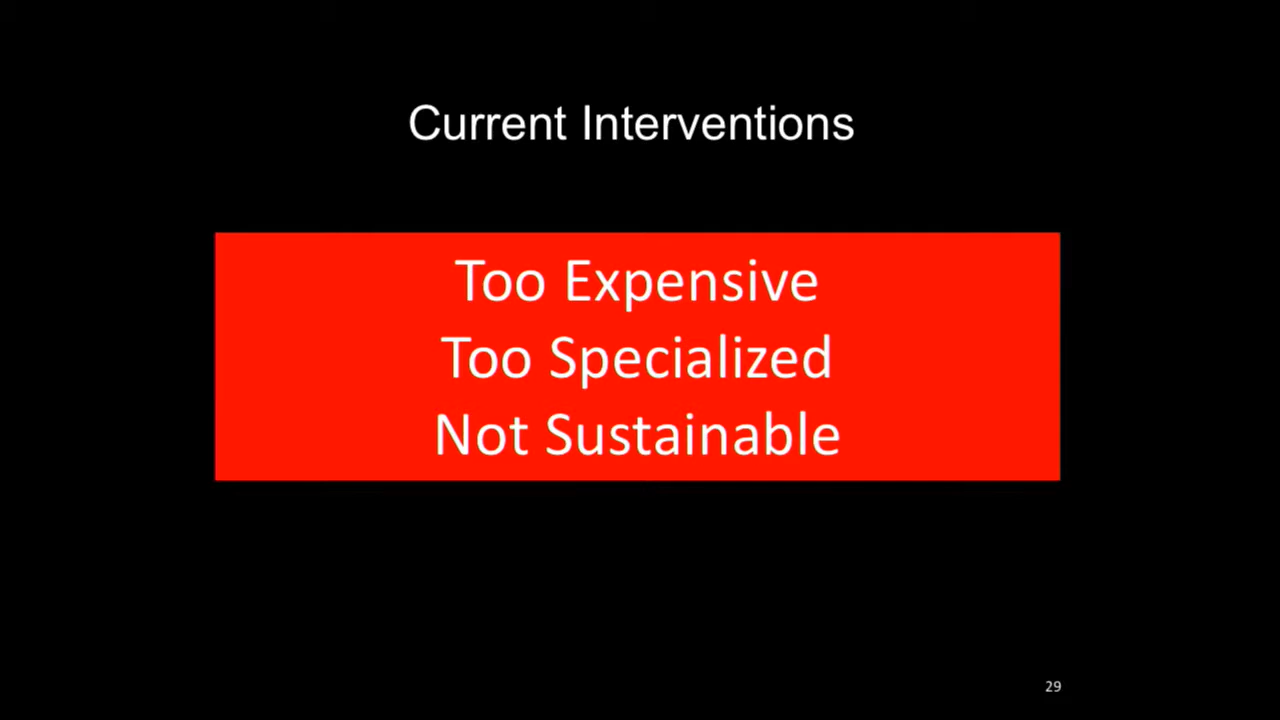 Current Interventions
Too Expensive
Too Specialized
Not Sustainable
29